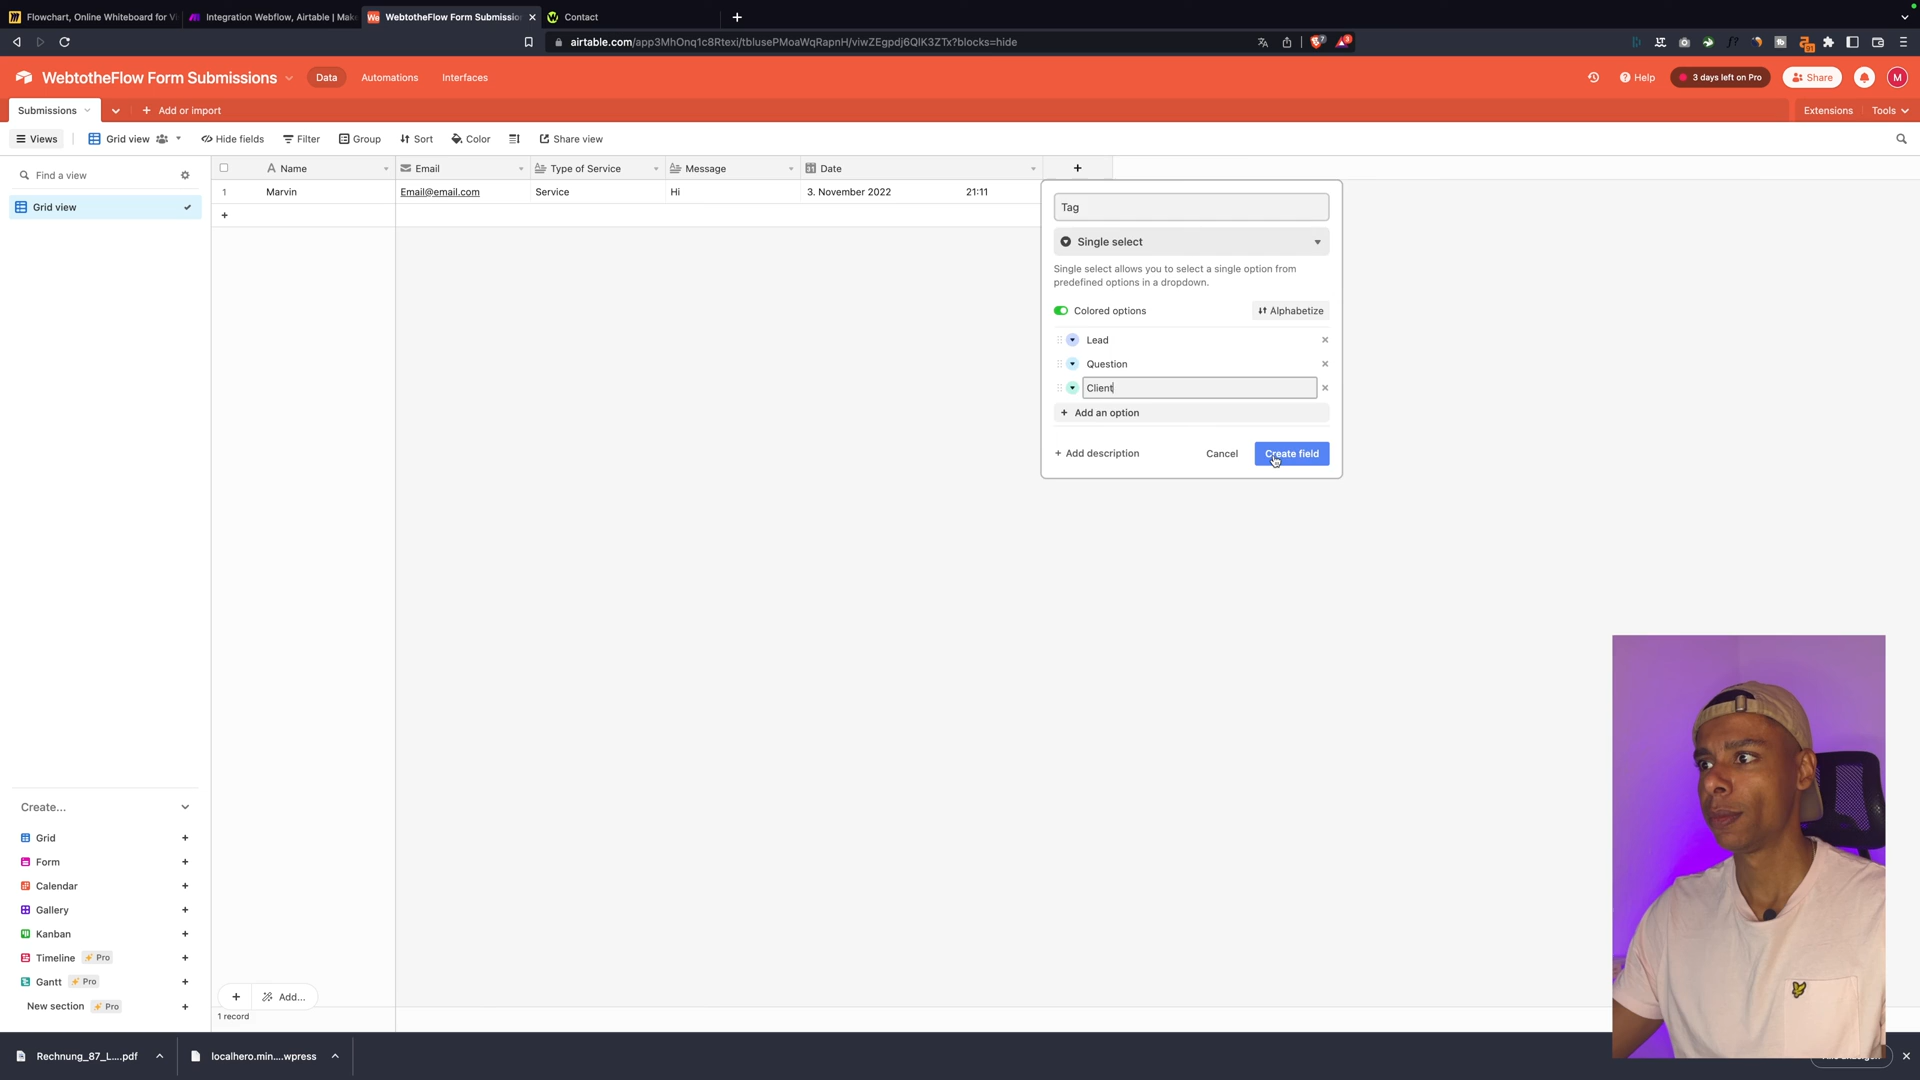 Flowchart, Online Whiteboard for Vi
Integration Webflow, Airtable | Make
We
WebtotheFlow Form Submissio
Contact
airtable.com/app3MhOnq1c8Rtexi/tblusePMoaWqRapnH/viwZEgpdj6QIK3ZTx?blocks=hide
7
3
91
WebtotheFlow Form Submissions
Data
Automations
Interfaces
Help
3 days left on Pro
Share
M
Submissions
Add or import
Extensions
Tools
Views
Grid view
Hide fields
Filter
Group
Sort
Color
Share view
Find a view
Grid view
Name
Email
Type of Service
Message
Date
1
Marvin
Email@email.com
Service
Hi
3. November 2022
21:11
Tag
Single select
Single select allows you to select a single option from
predefined options in a dropdown.
Colored options
Alphabetize
Lead
Question
Client
Add an option
Add description
Cancel
Create field
Create...
Grid
Form
Calendar
Gallery
Kanban
Timeline
Pro
Gantt
Pro
New section
Pro
Add...
1 record
Rechnung_87_L....pdf
localhero.min....wpress